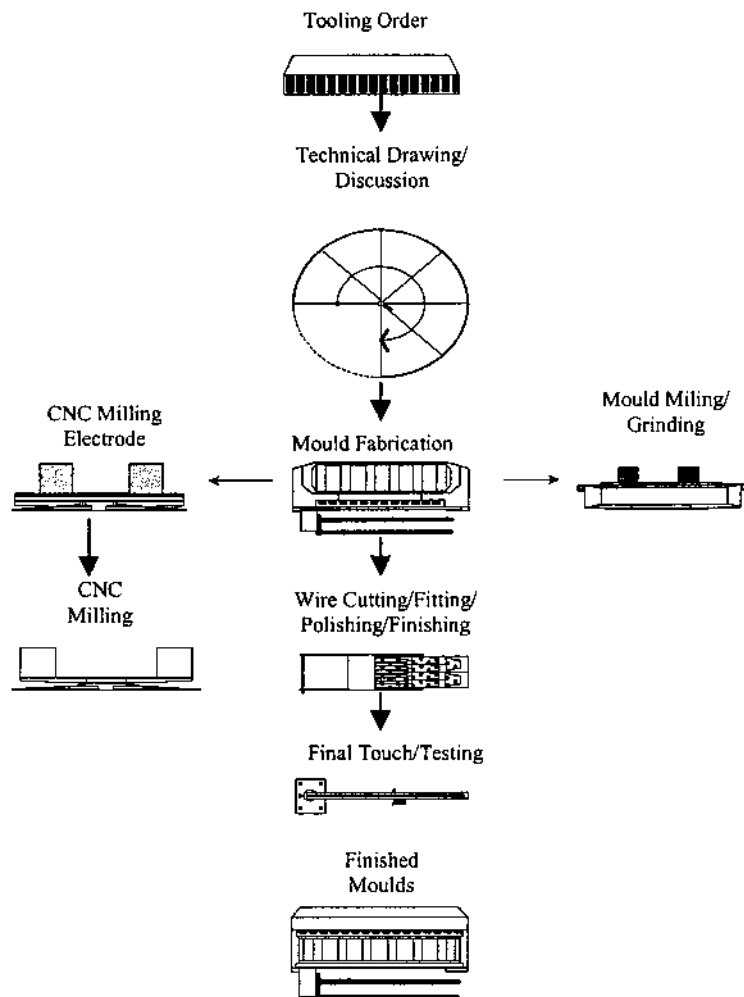 Tooling Order
Technical Drawing/
Discussion
CNC Milling
Electrode
Mould Fabrication
Mould Miling/
Grinding
CNC
Milling
Wire Cutting/Fitting/
Polishing/Finishing
Final Touch/Testing
Finished
Moulds